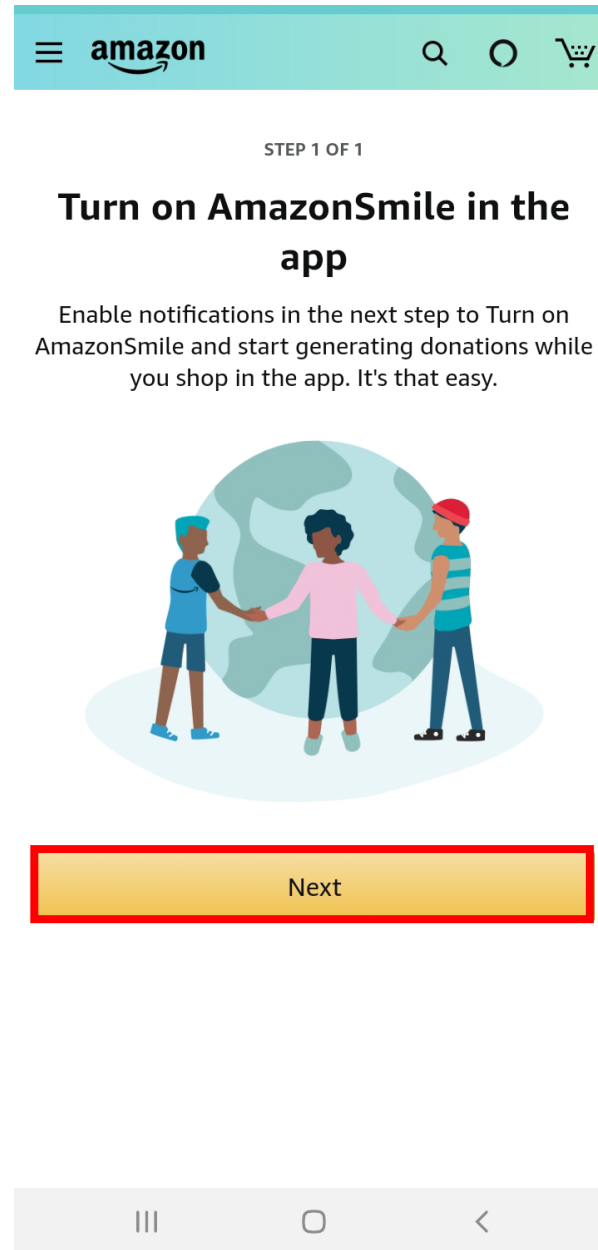 amazon
STEP 1 OF 1
Turn on AmazonSmile in the
app
Enable notifications in the next step to Turn on
AmazonSmile and start generating donations while
you shop in the app. It's that easy.
Next